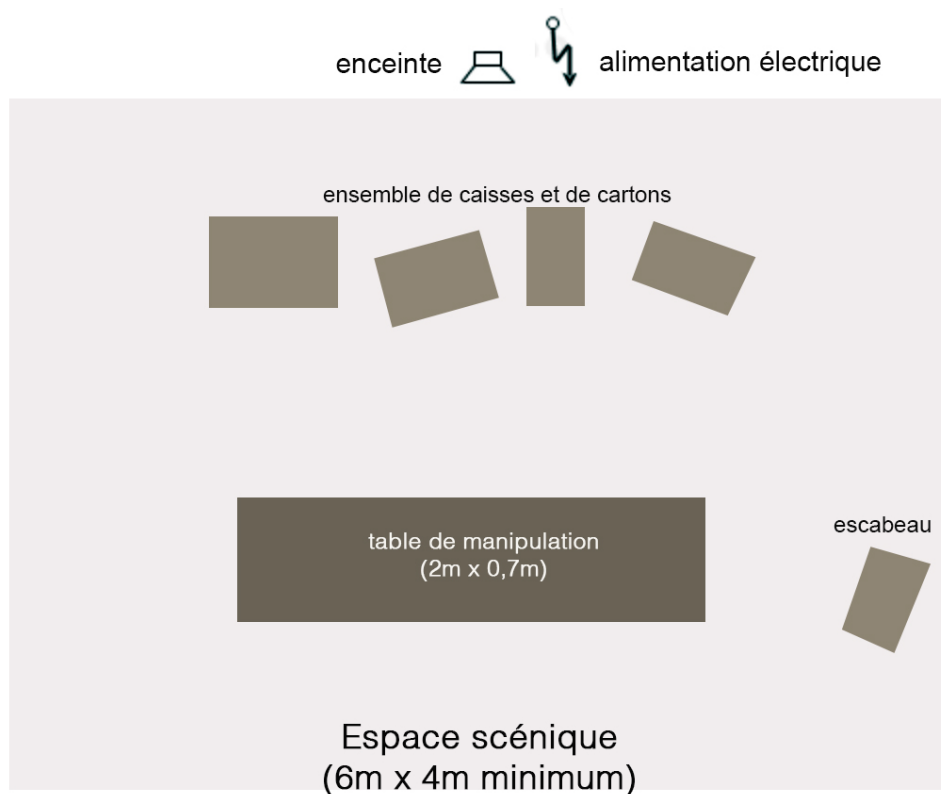 enceinte
alimentation électrique
ensemble de caisses et de cartons
table de manipulation
(2m x 0,7m)
escabeau
Espace scénique
(6m x 4m minimum)